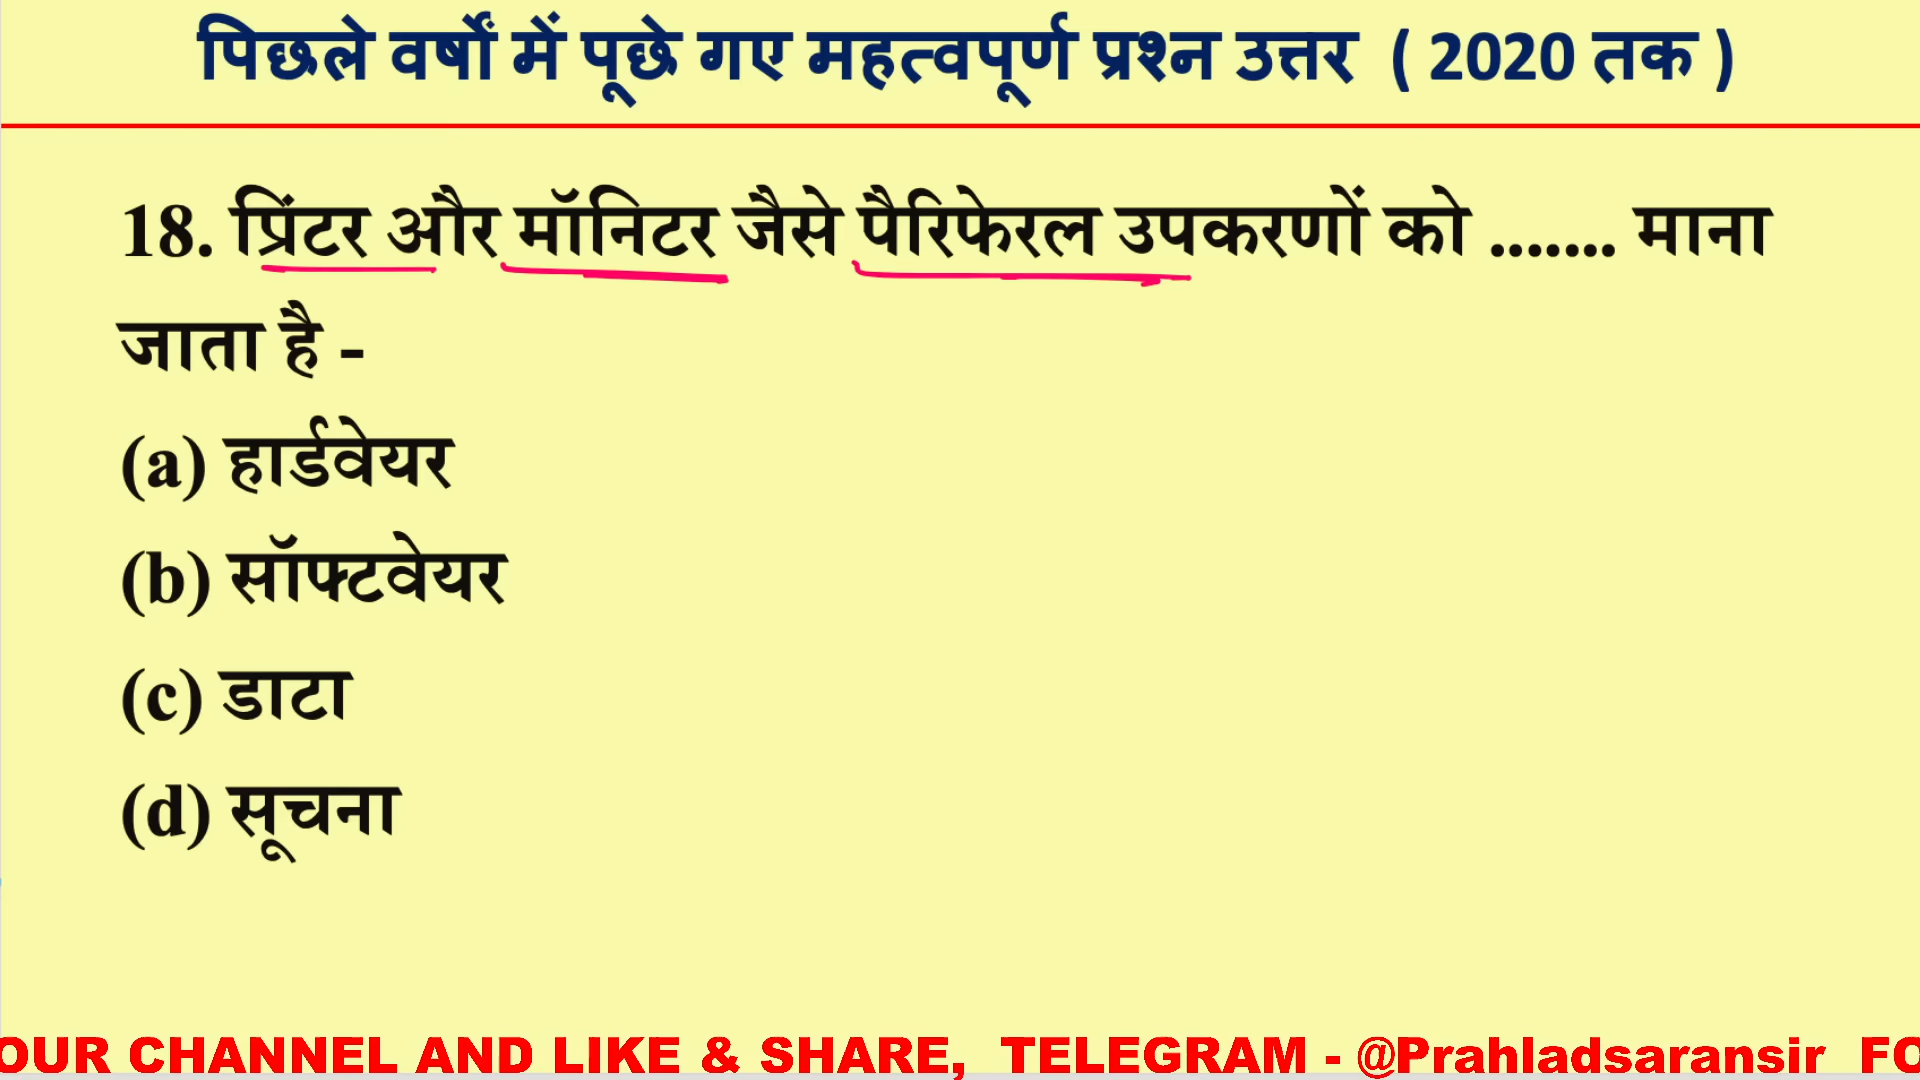 पिछले वर्षों में पूछे गए महत्वपूर्ण प्रश्न उत्तर ( 2020 तक )
18. प्रिंटर और मॉनिटर जैसे पैरिफेरल उपकरणों को ....... माना
जाता है -
(a) हार्डवेयर
(b) सॉफ्टवेयर
(c) डाटा
(d) सूचना
OUR CHANNEL AND LIKE & SHARE, TELEGRAM - @Prahladsaransir FO